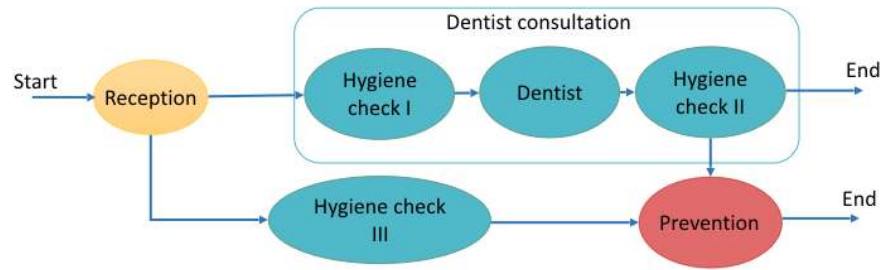 Dentist consultation
Start
Reception
Hygiene
check I
Dentist
Hygiene
check II
End
Hygiene check
III
Prevention
End